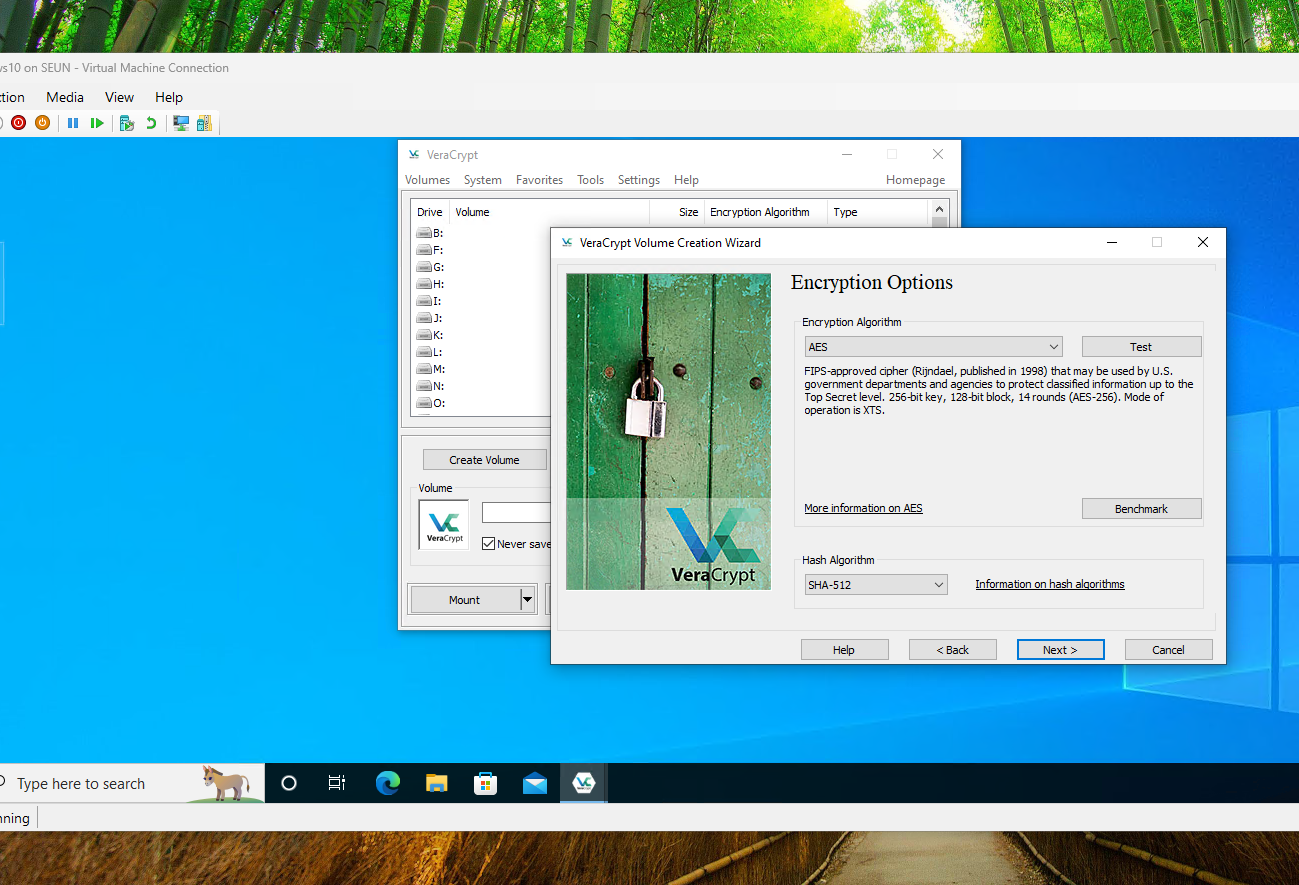 ws10 on SEUN - Virtual Machine Connection
ction Media View Help
VeraCrypt
Volumes System Favorites Tools Settings Help Homepage
Drive Volume Size Encryption Algorithm Type
B:
F:
G:
H:
I:
J:
K:
L:
M:
N:
O:
Create Volume
Volume
VeraCrypt
Never save
Mount
VeraCrypt Volume Creation Wizard
VeraCrypt
Encryption Options
Encryption Algorithm
AES Test
FIPS-approved cipher (Rijndael, published in 1998) that may be used by U.S.
government departments and agencies to protect classified information up to the
Top Secret level. 256-bit key, 128-bit block, 14 rounds (AES-256). Mode of
operation is XTS.
More information on AES Benchmark
Hash Algorithm
SHA-512 Information on hash algorithms
Help < Back Next > Cancel
Type here to search
nning